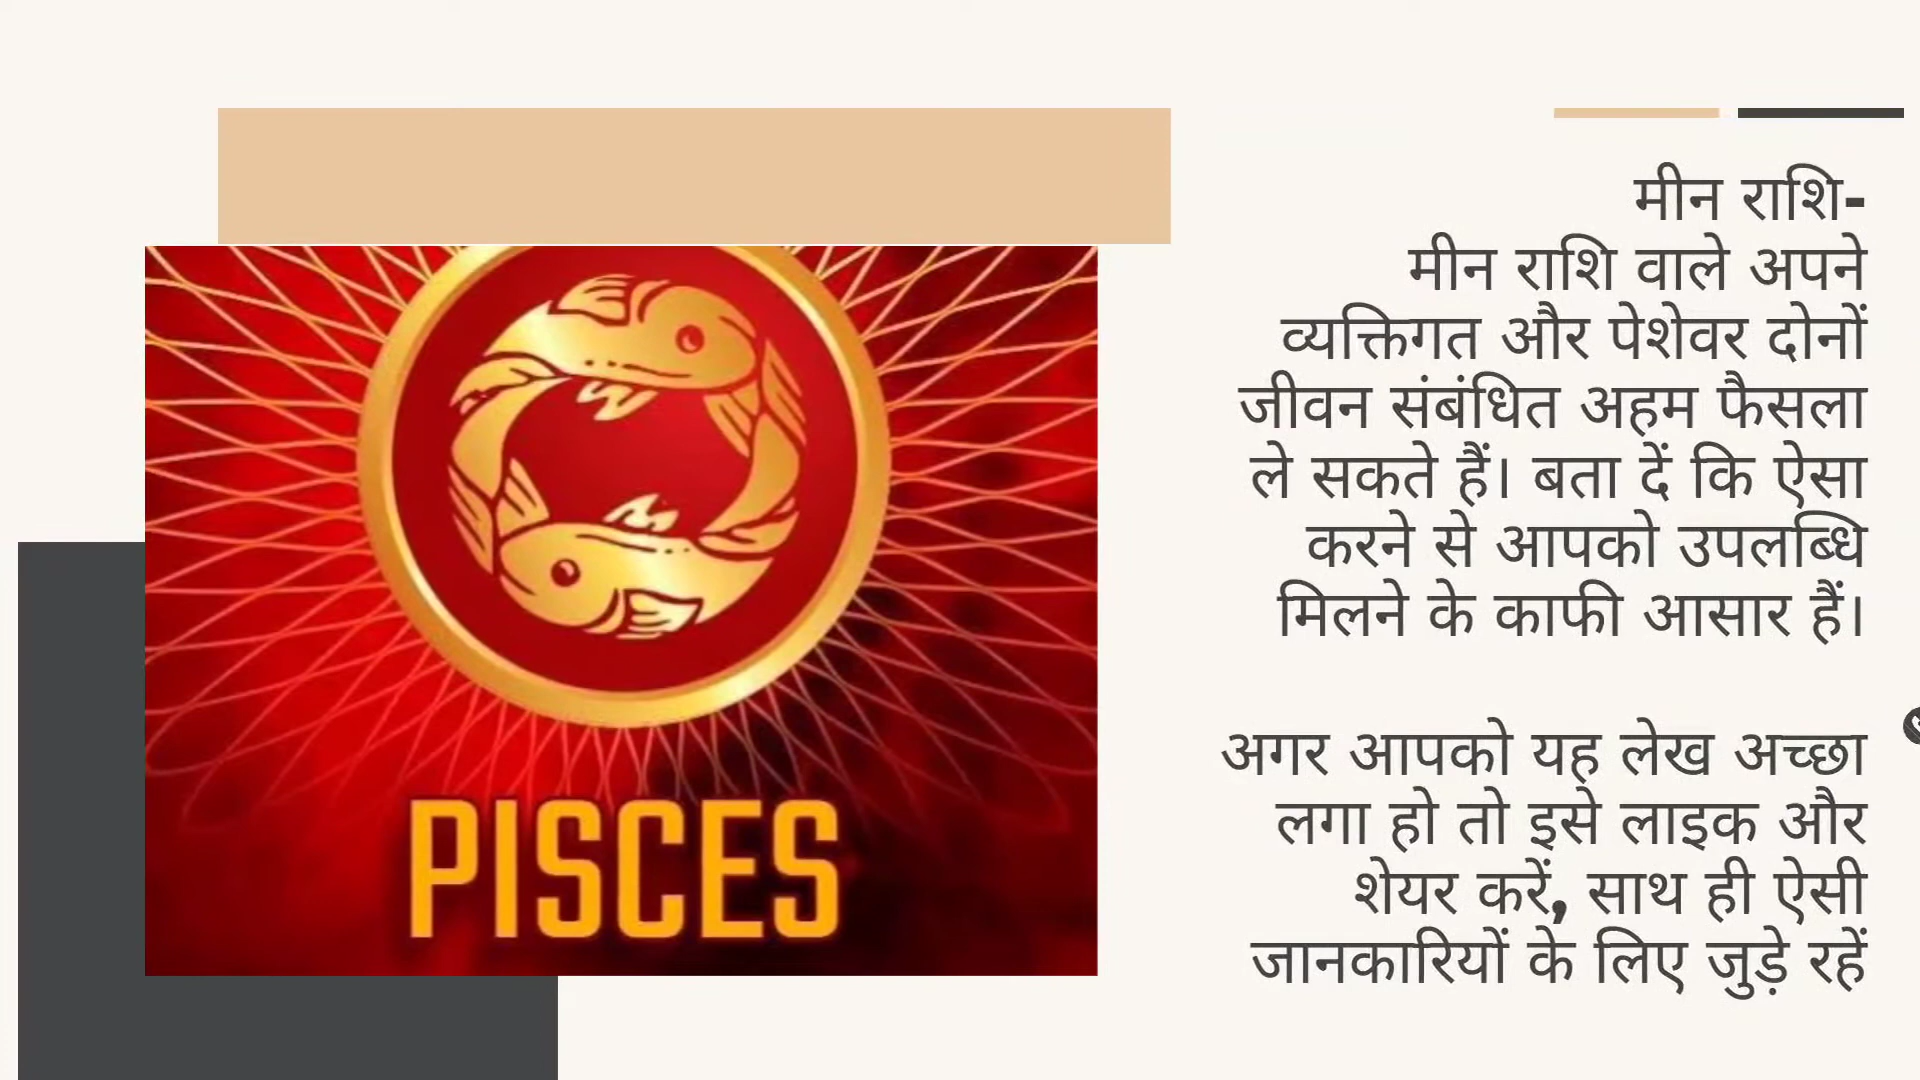 PISCES
मीन राशि-
मीन राशि वाले अपने
व्यक्तिगत और पेशेवर दोनों
जीवन संबंधित अहम फैसला
ले सकते हैं। बता दें कि ऐसा
करने से आपको उपलब्धि
मिलने के काफी आसार हैं।
अगर आपको यह लेख अच्छा
लगा हो तो इसे लाइक और
शेयर करें, साथ ही ऐसी
जानकारियों के लिए जुड़े रहें